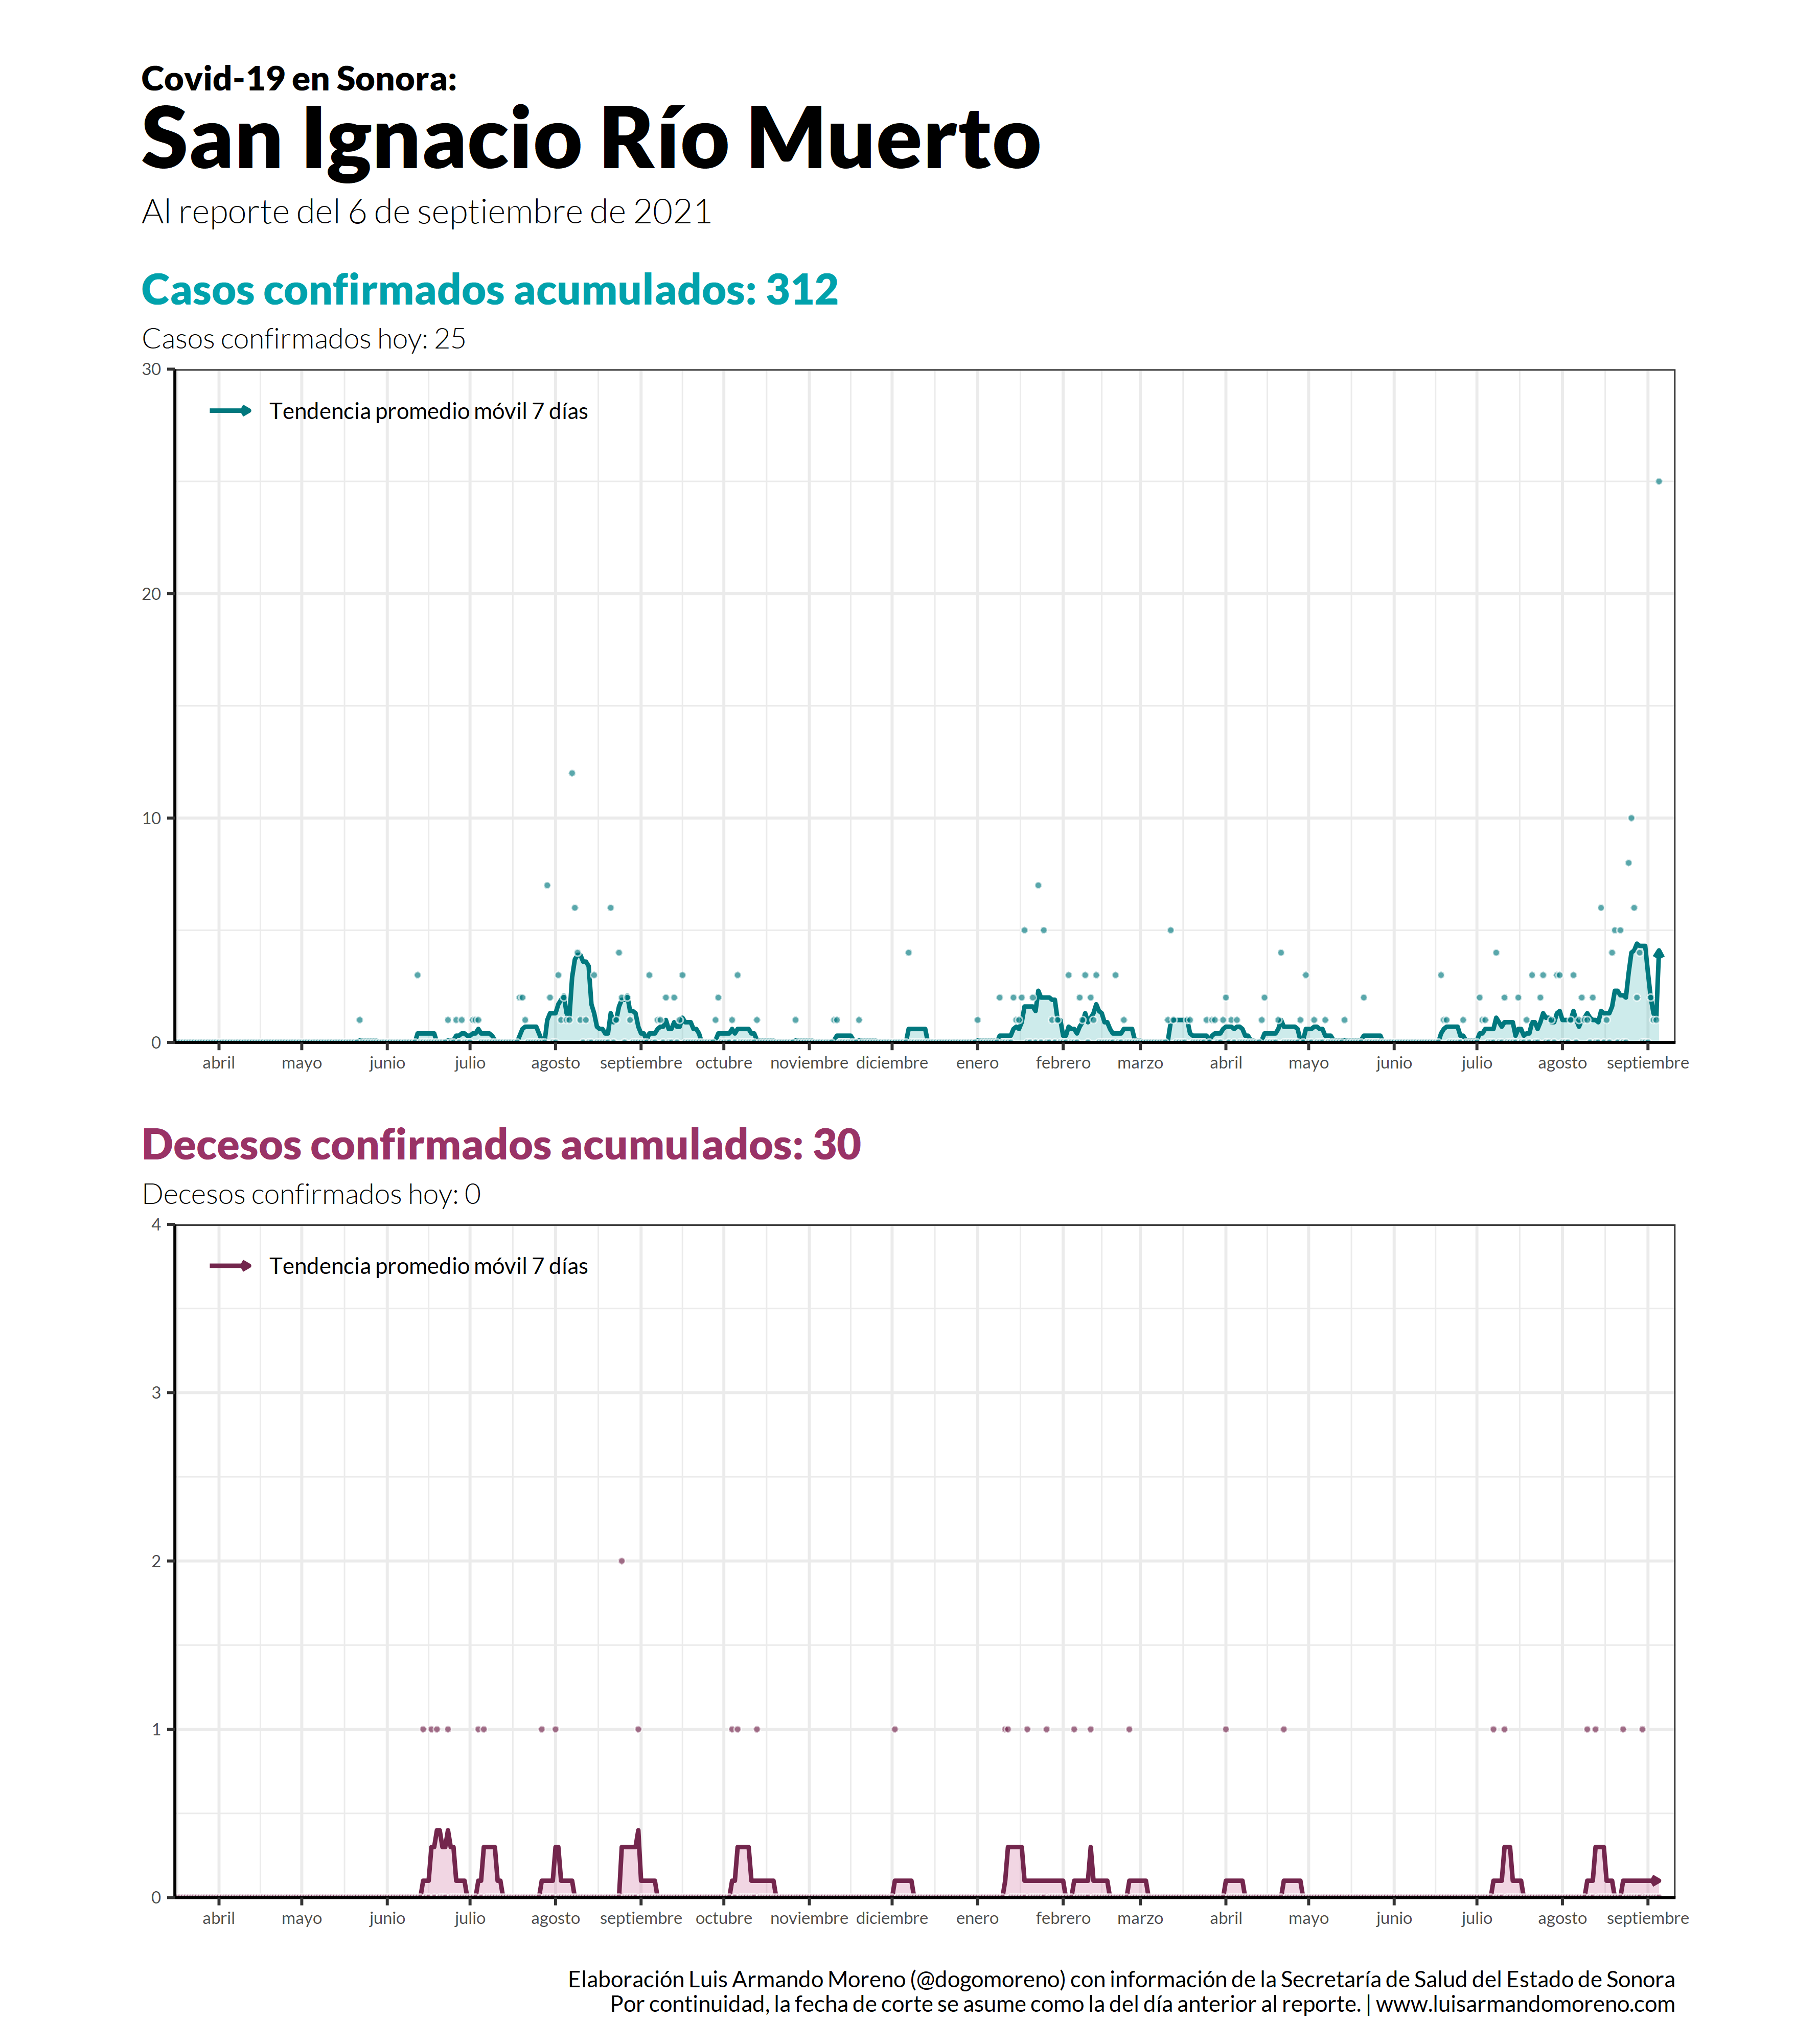 Covid-19 en Sonora:
San Ignacio Río Muerto
Al reporte del 6 de septiembre de 2021
Casos confirmados acumulados: 312
Casos confirmados hoy: 25
30
Tendencia promedio móvil 7 días
20
10
0
abril mayo junio julio agosto septiembre octubre noviembre diciembre enero febrero marzo abril mayo junio julio agosto septiembre
Decesos confirmados acumulados: 30
Decesos confirmados hoy: 0
4
Tendencia promedio móvil 7 días
3
2
1
0
abril mayo junio julio agosto septiembre octubre noviembre diciembre enero febrero marzo abril mayo junio julio agosto septiembre
Elaboración Luis Armando Moreno (@dogomoreno) con información de la Secretaría de Salud del Estado de Sonora
Por continuidad, la fecha de corte se asume como la del día anterior al reporte. | www.luisarmandomoreno.com